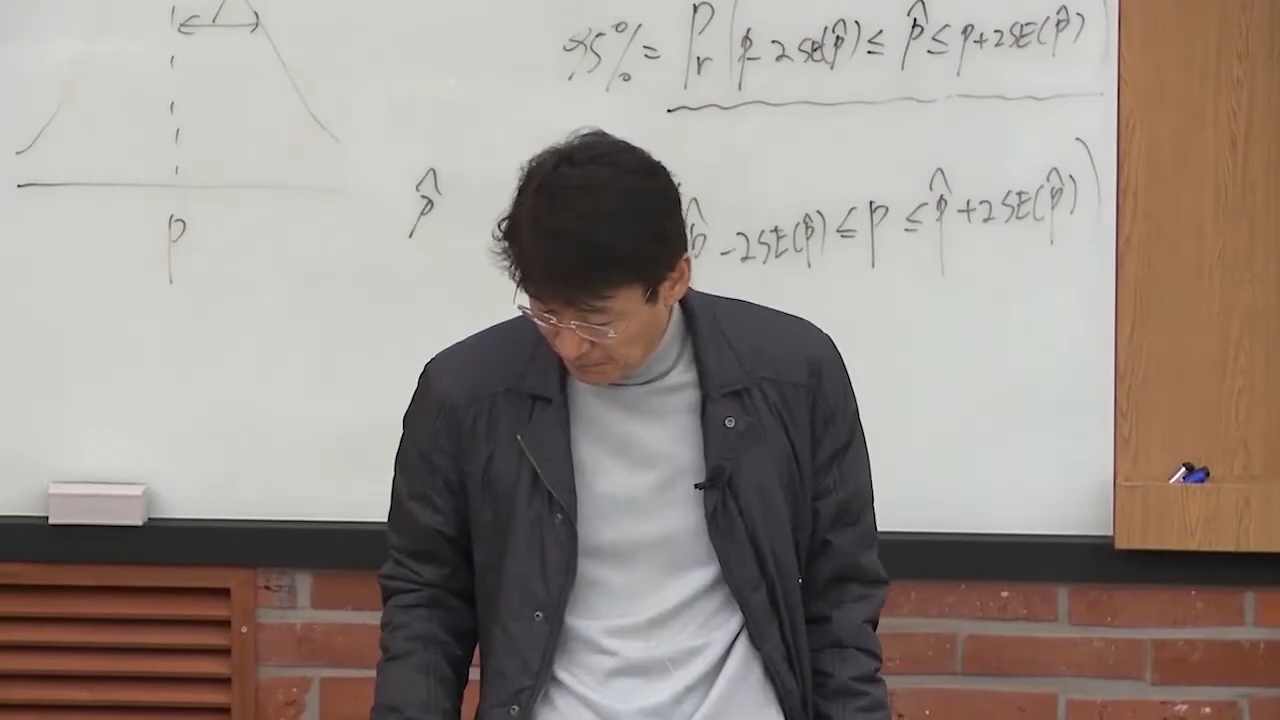 95% = Pr(p - 2SE(p̂) ≤ p̂ ≤ p+2SE(p̂)
p̂ -2SE(p̂) ≤ p ≤ p̂ +2SE(p̂))
p̂
p